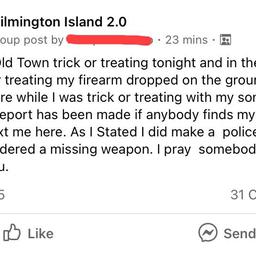 ilmington Island 2.0
oup post by · 23 mins ·
ld Town trick or treating tonight and in the
treating my firearm dropped on the grou
re while I was trick or treating with my sor
eport has been made if anybody finds my
xt me here. As I Stated I did make a police
dered a missing weapon. I pray somebod
u.
5 31 C
Like Send